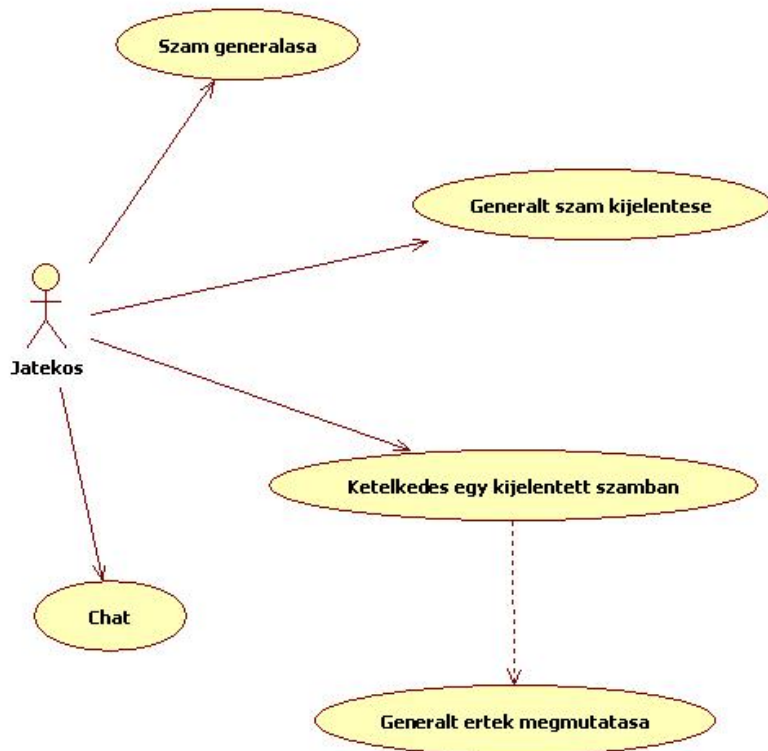 Szam generalasa
Generalt szam kijelentese
Jatekos
Ketelkedes egy kijelentett szamban
Chat
Generalt ertek megmutatasa